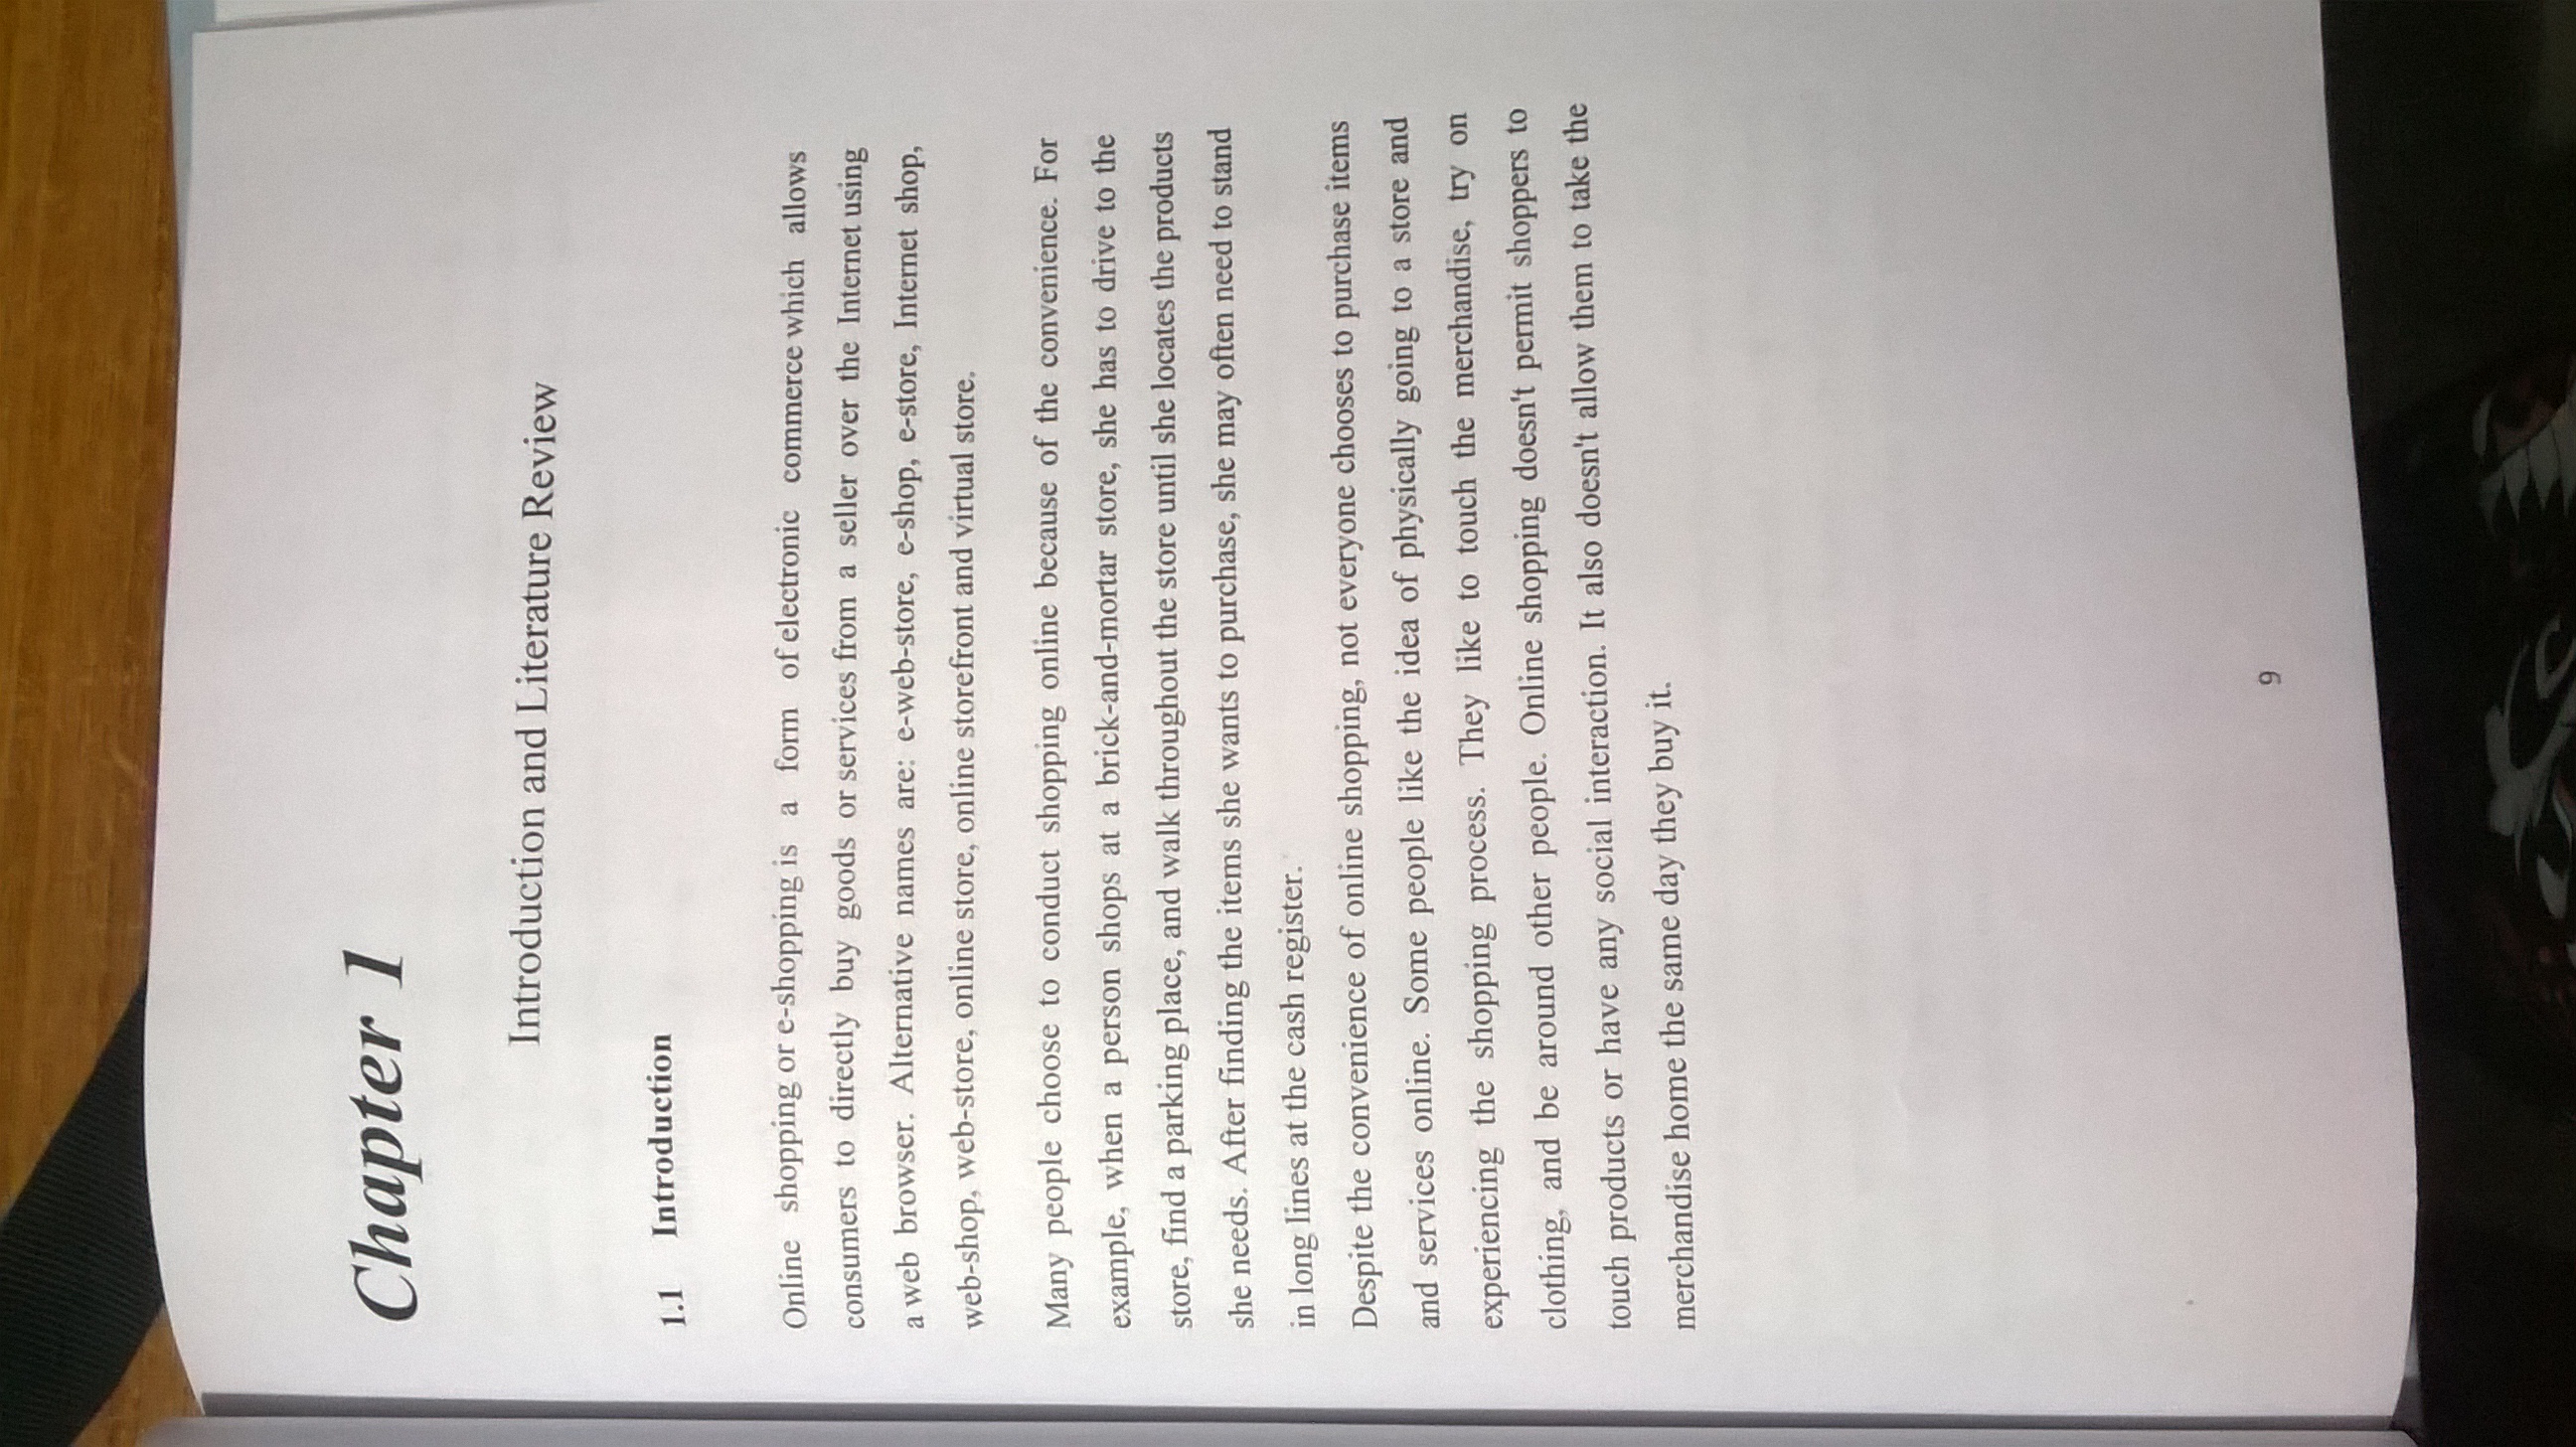 Chapter 1
Introduction and Literature Review
1.1 Introduction
Online shopping or e-shopping is a form of electronic commerce which allows
consumers to directly buy goods or services from a seller over the Internet using
a web browser. Alternative names are: e-web-store, e-shop, e-store, Internet shop,
web-shop, web-store, online store, online storefront and virtual store.
Many people choose to conduct shopping online because of the convenience. For
example, when a person shops at a brick-and-mortar store, she has to drive to the
store, find a parking place, and walk throughout the store until she locates the products
she needs. After finding the items she wants to purchase, she may often need to stand
in long lines at the cash register.
Despite the convenience of online shopping, not everyone chooses to purchase items
and services online. Some people like the idea of physically going to a store and
experiencing the shopping process. They like to touch the merchandise, try on
clothing, and be around other people. Online shopping doesn't permit shoppers to
touch products or have any social interaction. It also doesn't allow them to take the
merchandise home the same day they buy it.
9